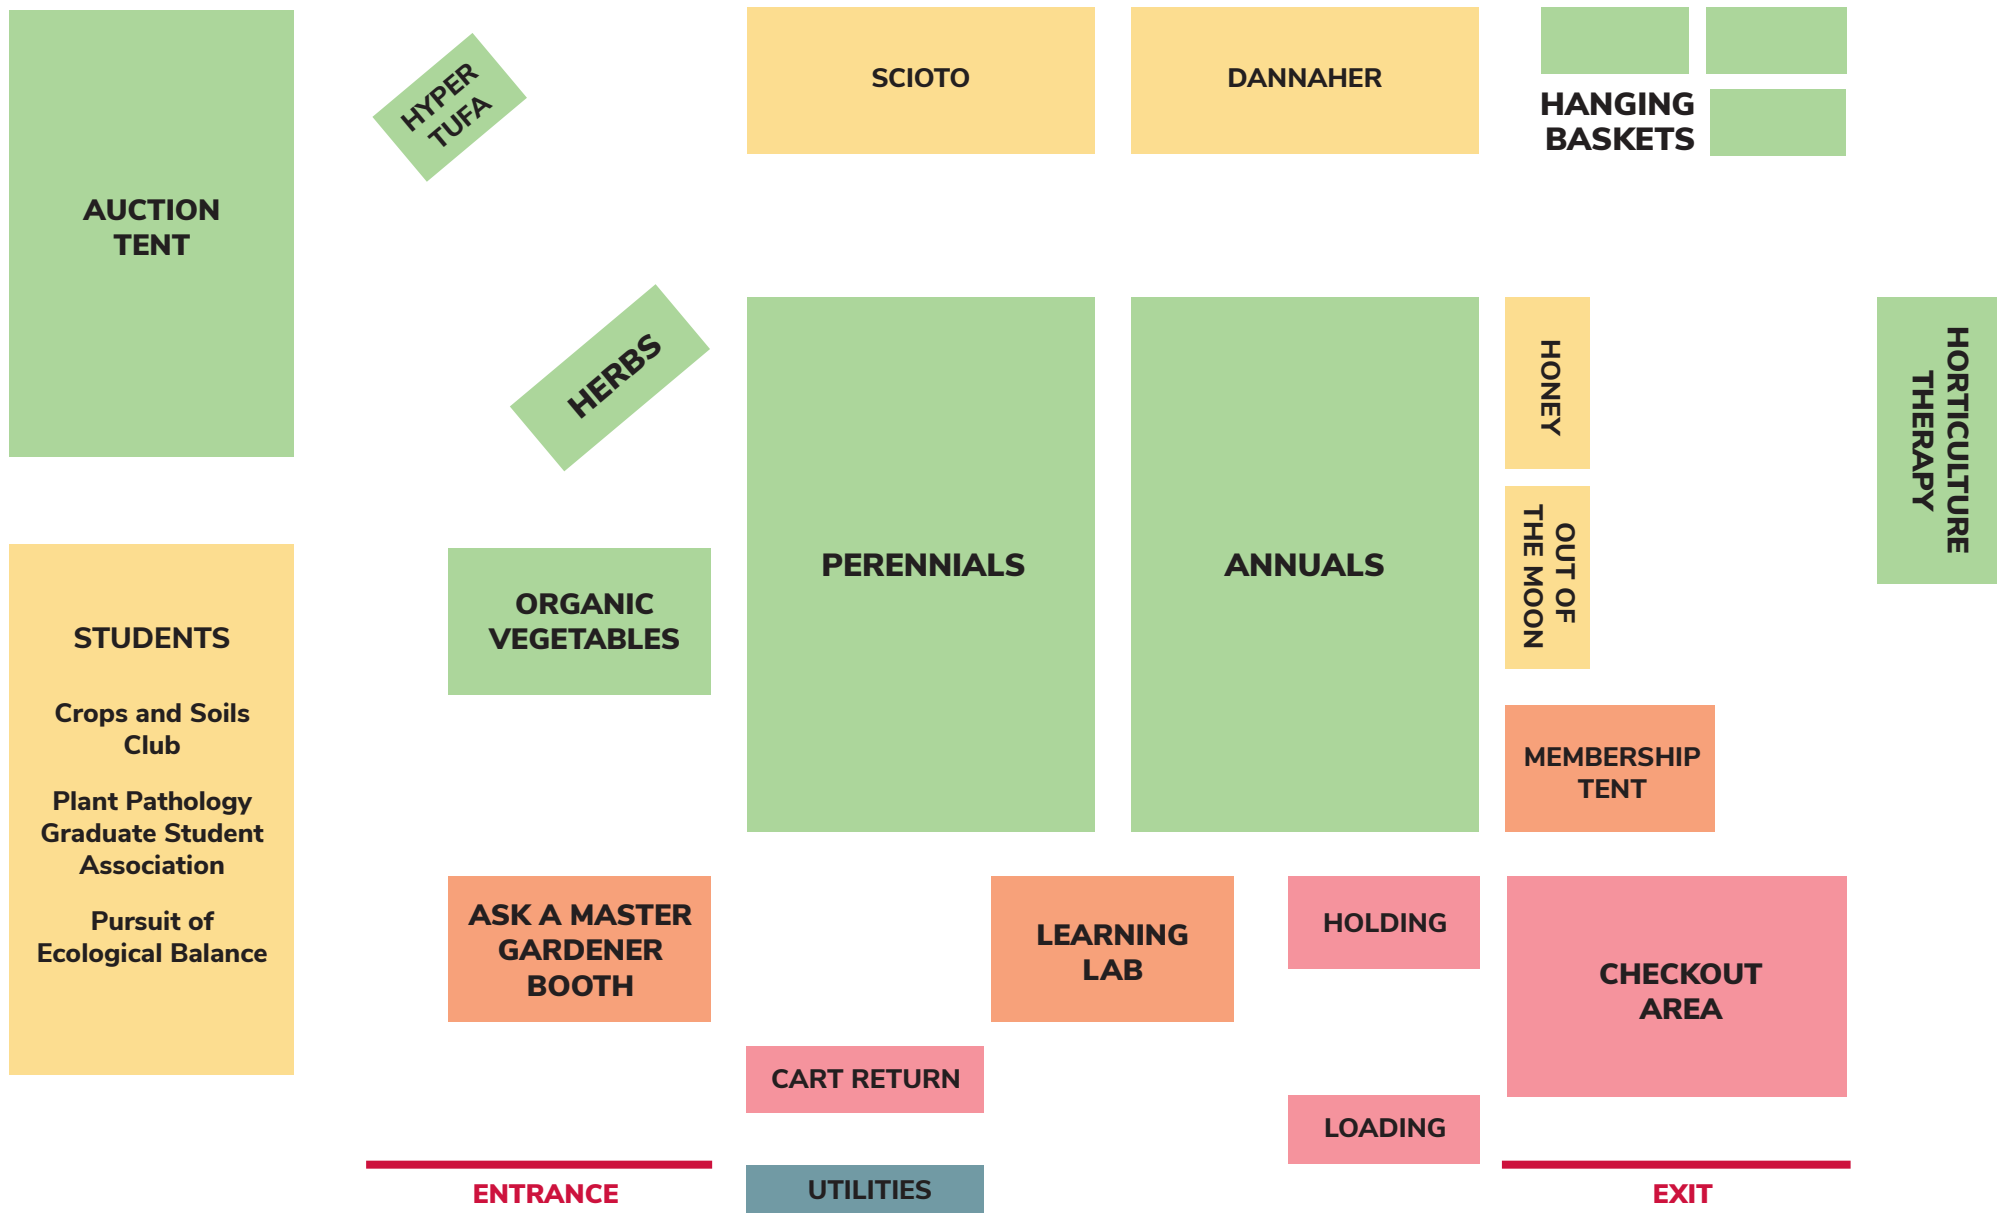 HYPER
TUFA
SCIOTO
DANNAHER
HANGING
BASKETS
AUCTION
TENT
HERBS
HONEY
HORTICULTURE
THERAPY
PERENNIALS
ANNUALS
OUT OF
THE MOON
ORGANIC
VEGETABLES
STUDENTS
Crops and Soils
Club
Plant Pathology
Graduate Student
Association
Pursuit of
Ecological Balance
MEMBERSHIP
TENT
ASK A MASTER
GARDENER
BOOTH
LEARNING
LAB
HOLDING
CHECKOUT
AREA
CART RETURN
LOADING
ENTRANCE
UTILITIES
EXIT